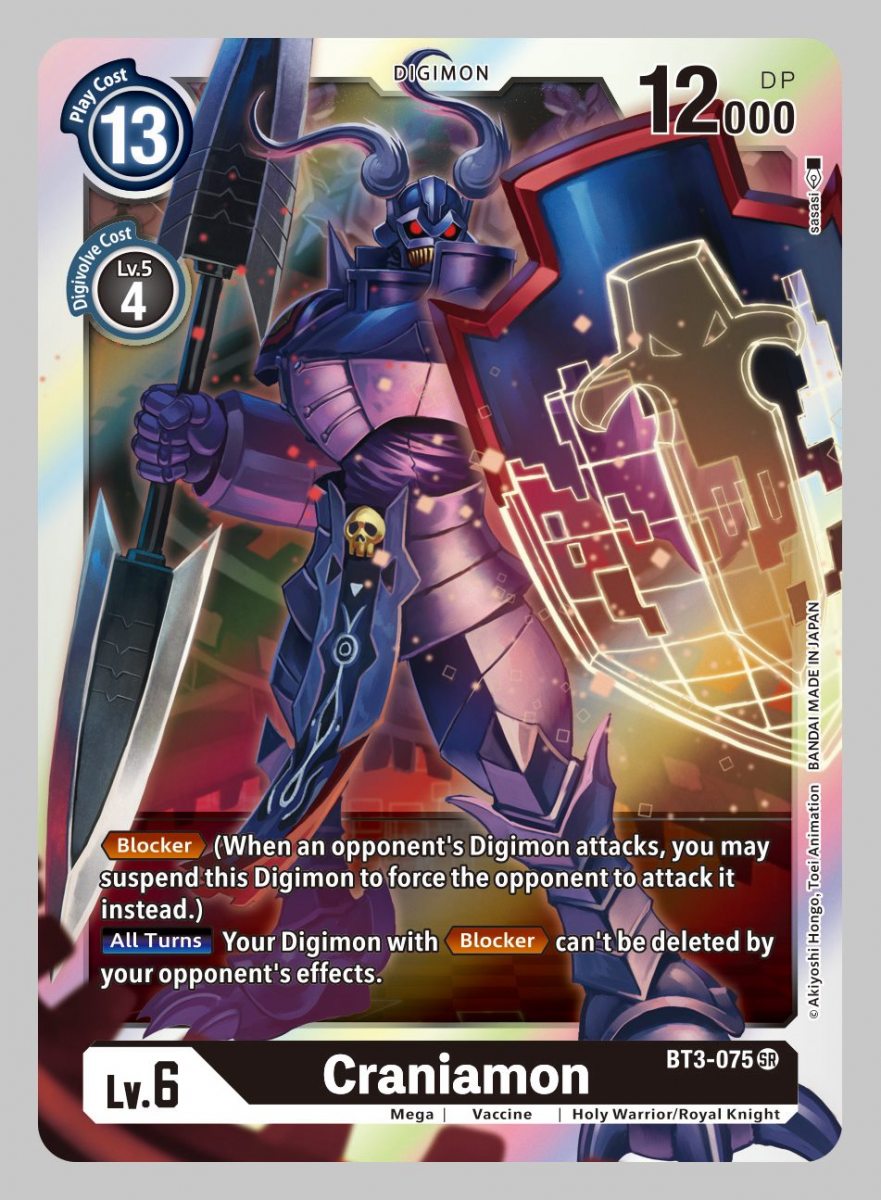 DIGIMON
Play Cost
13
12000
DP
Digivolve Cost
Lv.5
4
sasasi
Blocker (When an opponent's Digimon attacks, you may
suspend this Digimon to force the opponent to attack it
instead.)
All Turns Your Digimon with Blocker can't be deleted by
your opponent's effects.
©Akiyoshi Hongo, Toei Animation BANDAI MADE IN JAPAN
Lv.6
Craniamon
BT3-075 SR
Mega | Vaccine | Holy Warrior/Royal Knight